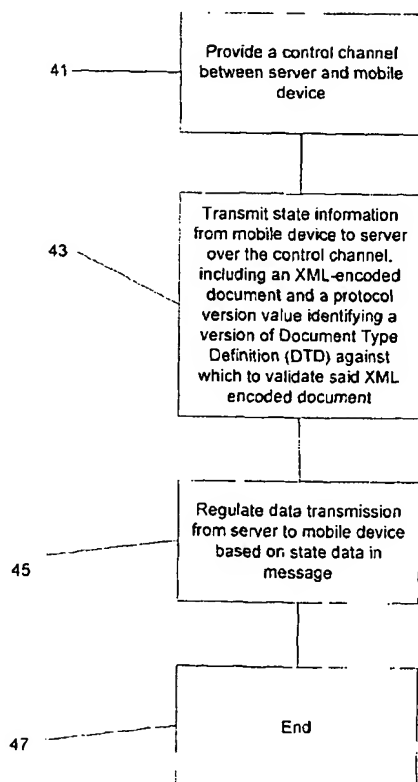 41
Provide a control channel
between server and mobile
device
43
Transmit state information
from mobile device to server
over the control channel,
including an XML-encoded
document and a protocol
version value identifying a
version of Document Type
Definition (DTD) against
which to validate said XML
encoded document
45
Regulate data transmission
from server to mobile device
based on state data in
message
47
End